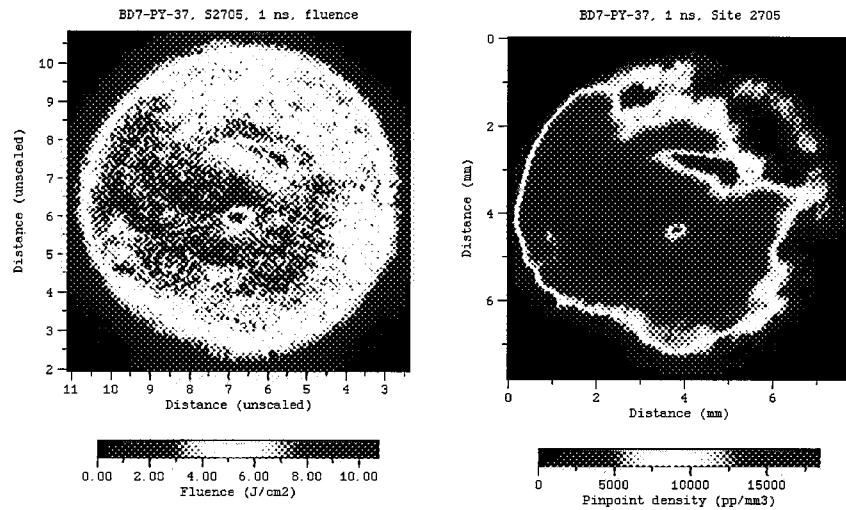 BD7-PY-37, S2705, 1 ns, fluence
10
9
8
7
6
5
4
3
2
Distance (unscaled)
11 10 9 8 7 6 5 4 3
Distance (unscaled)
0.00 2.00 4.00 6.00 8.00 10.00
Fluence (J/cm2)
BD7-PY-37, 1 ns, Site 2705
0
2
4
6
Distance (mm)
0 2 4 6
Distance (mm)
0 5000 10000 15000
Pinpoint density (pp/mm3)